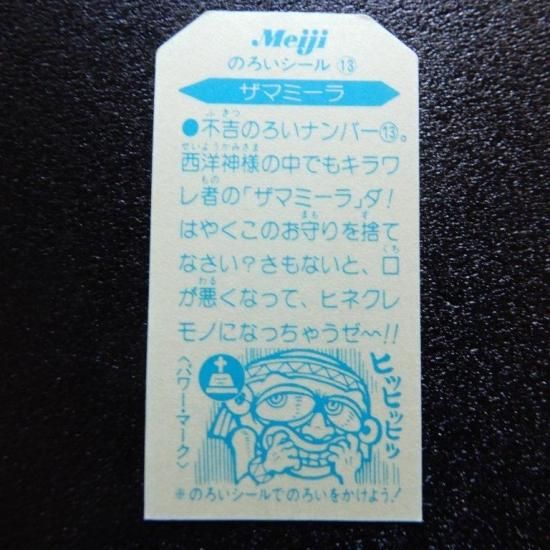 Meiji
のろいシール⑬
ザマミーラ
●不吉のろいナンバー⑬。
西洋神様の中でもキラワ
レ者の「ザマミーラ」ダ!
はやくこのお守りを捨て
なさい?さもないと、口
が悪くなって、ヒネクレ
モノになっちゃうゼ〜!!
〈パワー・マーク〉
ヒッヒッヒッ
※のろいシールでのろいをかけよう!